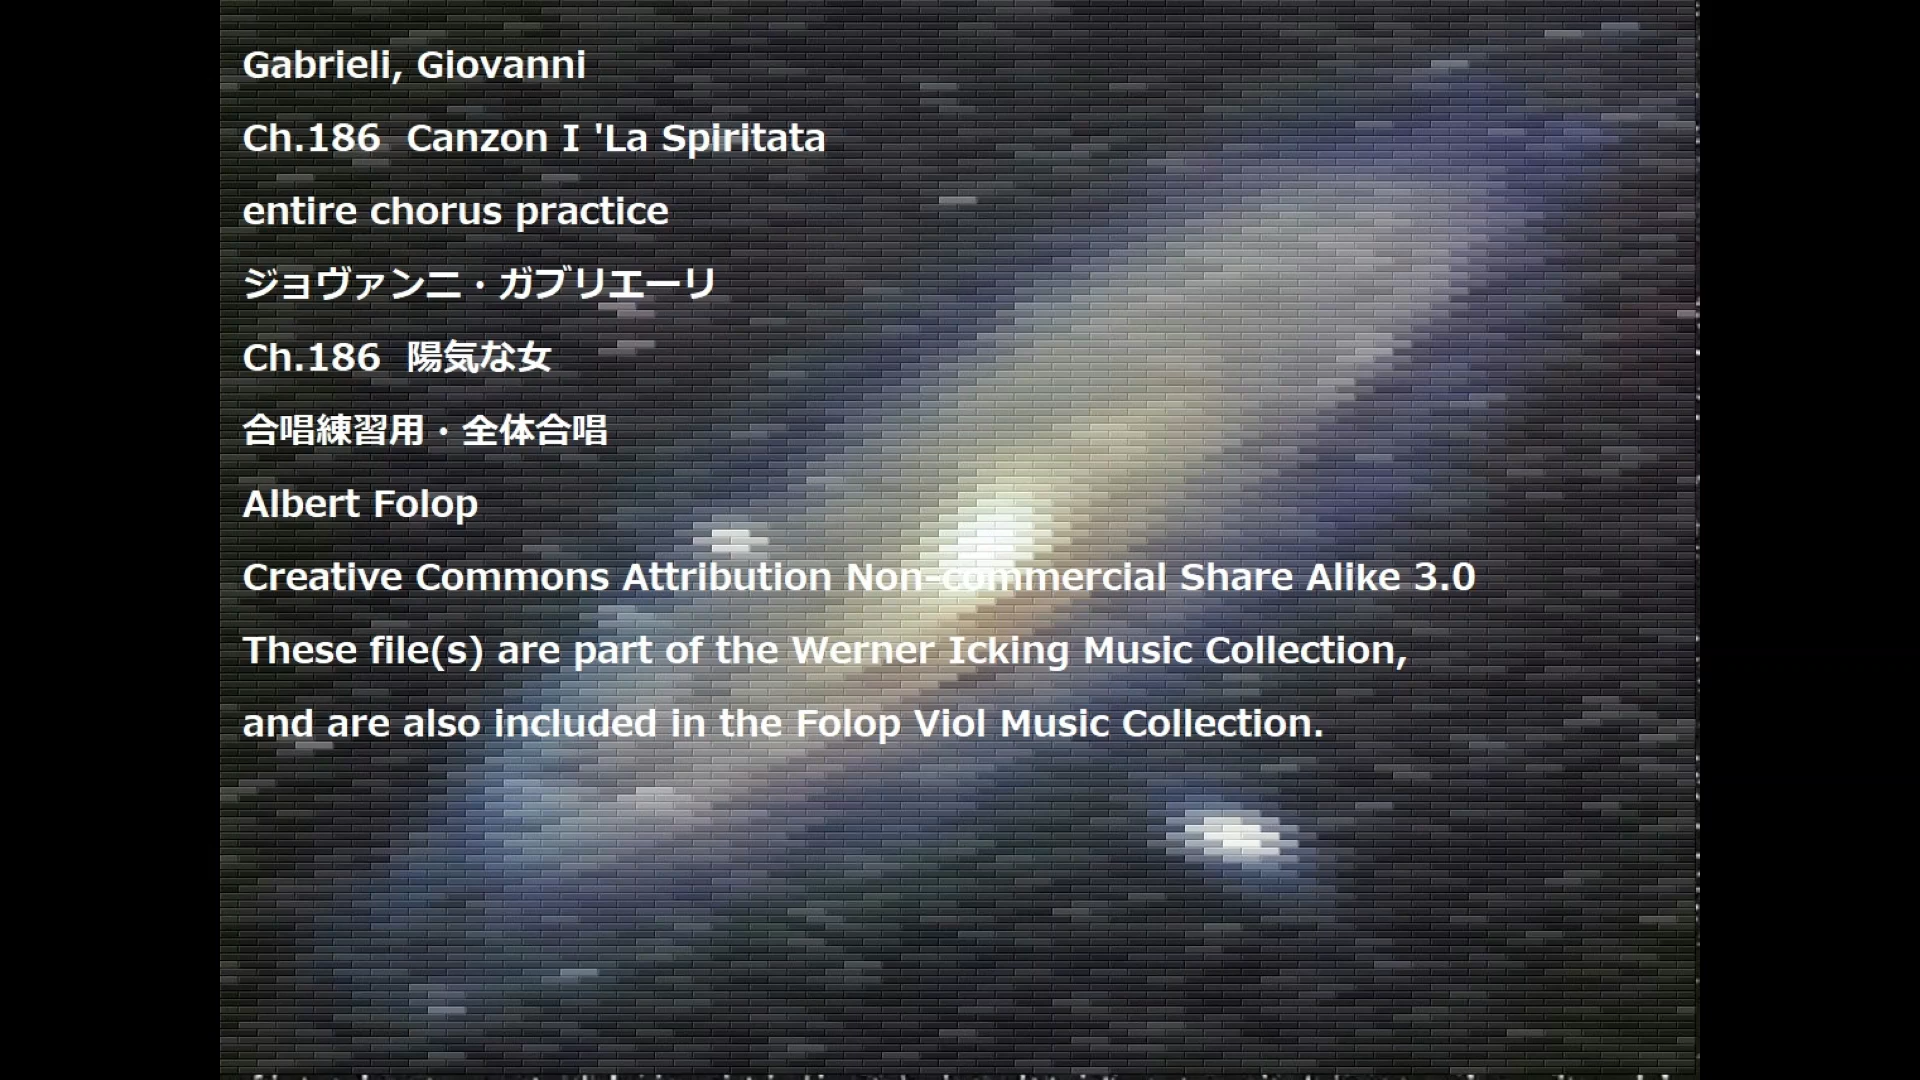 Gabrieli, Giovanni
Ch.186  Canzon I 'La Spiritata
entire chorus practice
ジョヴァンニ・ガブリエーリ
Ch.186  陽気な女
合唱練習用・全体合唱
Albert Folop
Creative Commons Attribution Non-commercial Share Alike 3.0
These file(s) are part of the Werner Icking Music Collection,
and are also included in the Folop Viol Music Collection.